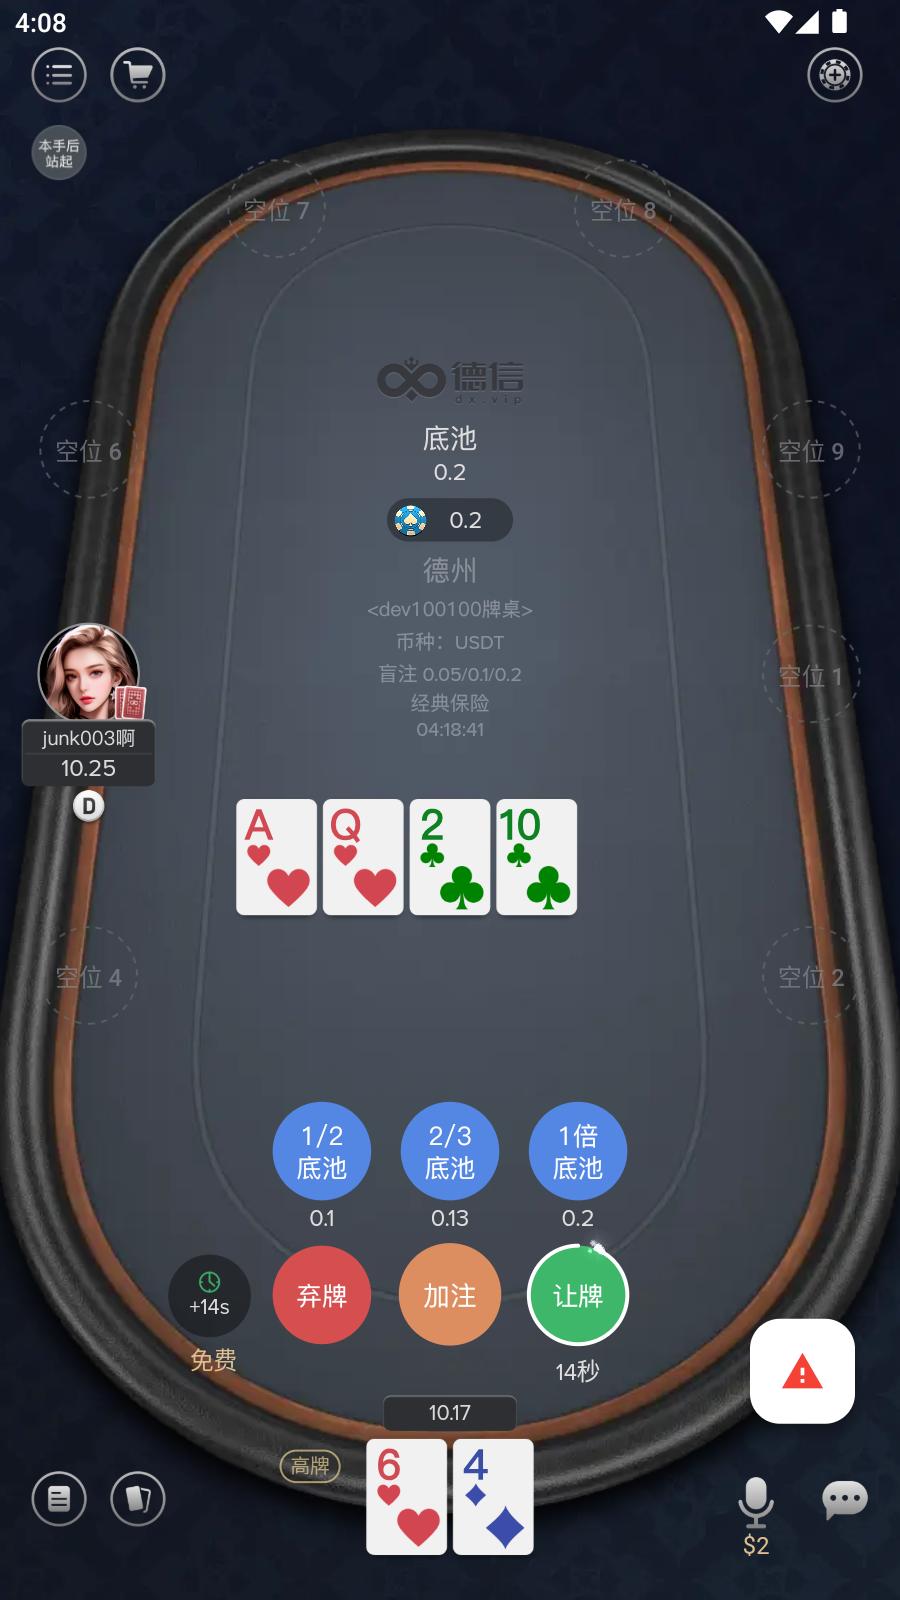 4:08
本手后
站起
空位 7
空位 8
德信
dx.vip
底池
0.2
空位 6
空位 9
0.2
德州
<dev100100牌桌>
币种：USDT
盲注 0.05/0.1/0.2
经典保险
04:18:41
空位 1
junk003啊
10.25
D
A
Q
2
10
空位 4
空位 2
1/2
底池
2/3
底池
1倍
底池
0.1
0.13
0.2
+14s
弃牌
加注
让牌
免费
14秒
10.17
高牌
6
4
$2